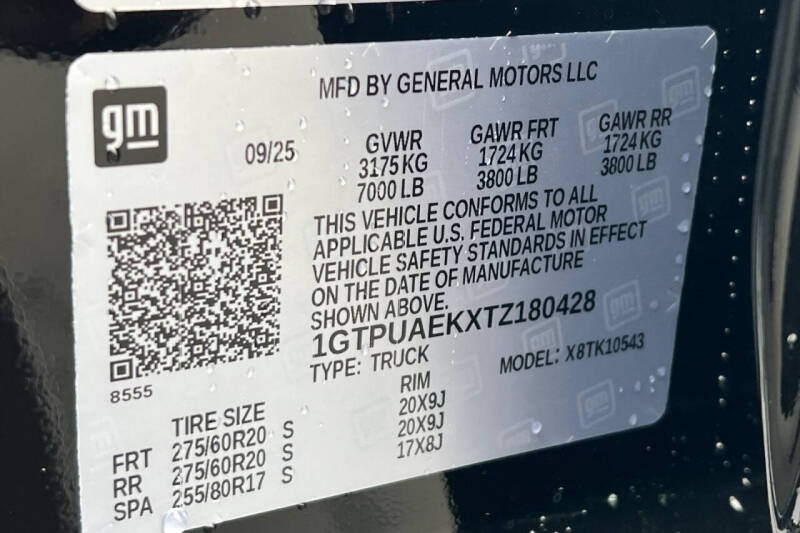 gm
MFD BY GENERAL MOTORS LLC
09/25
GVWR GAWR FRT GAWR RR
3175 KG 1724 KG 1724 KG
7000 LB 3800 LB 3800 LB
THIS VEHICLE CONFORMS TO ALL
APPLICABLE U.S. FEDERAL MOTOR
VEHICLE SAFETY STANDARDS IN EFFECT
ON THE DATE OF MANUFACTURE
SHOWN ABOVE.
1GTPUAEKXTZ180428
TYPE: TRUCK MODEL: X8TK10543
8555
TIRE SIZE RIM
FRT 275/60R20 S 20X9J
RR 275/60R20 S 20X9J
SPA 255/80R17 S 17X8J